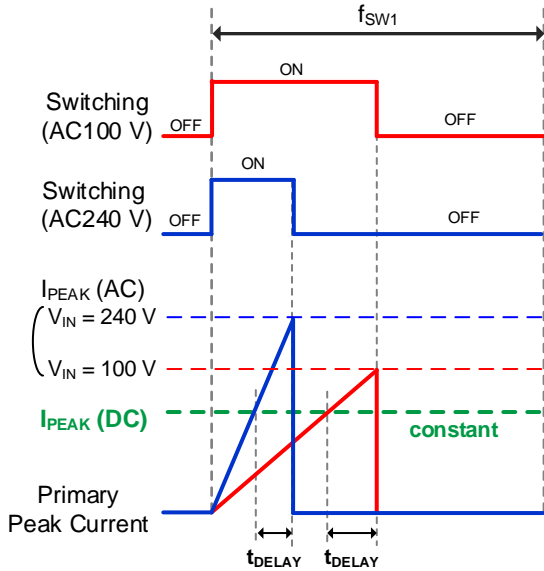 fSW1
ON
Switching
(AC100 V)
OFF
OFF
ON
Switching
(AC240 V)
OFF
OFF
IPEAK (AC)
VIN = 240 V
VIN = 100 V
IPEAK (DC)
constant
Primary
Peak Current
tDELAY
tDELAY